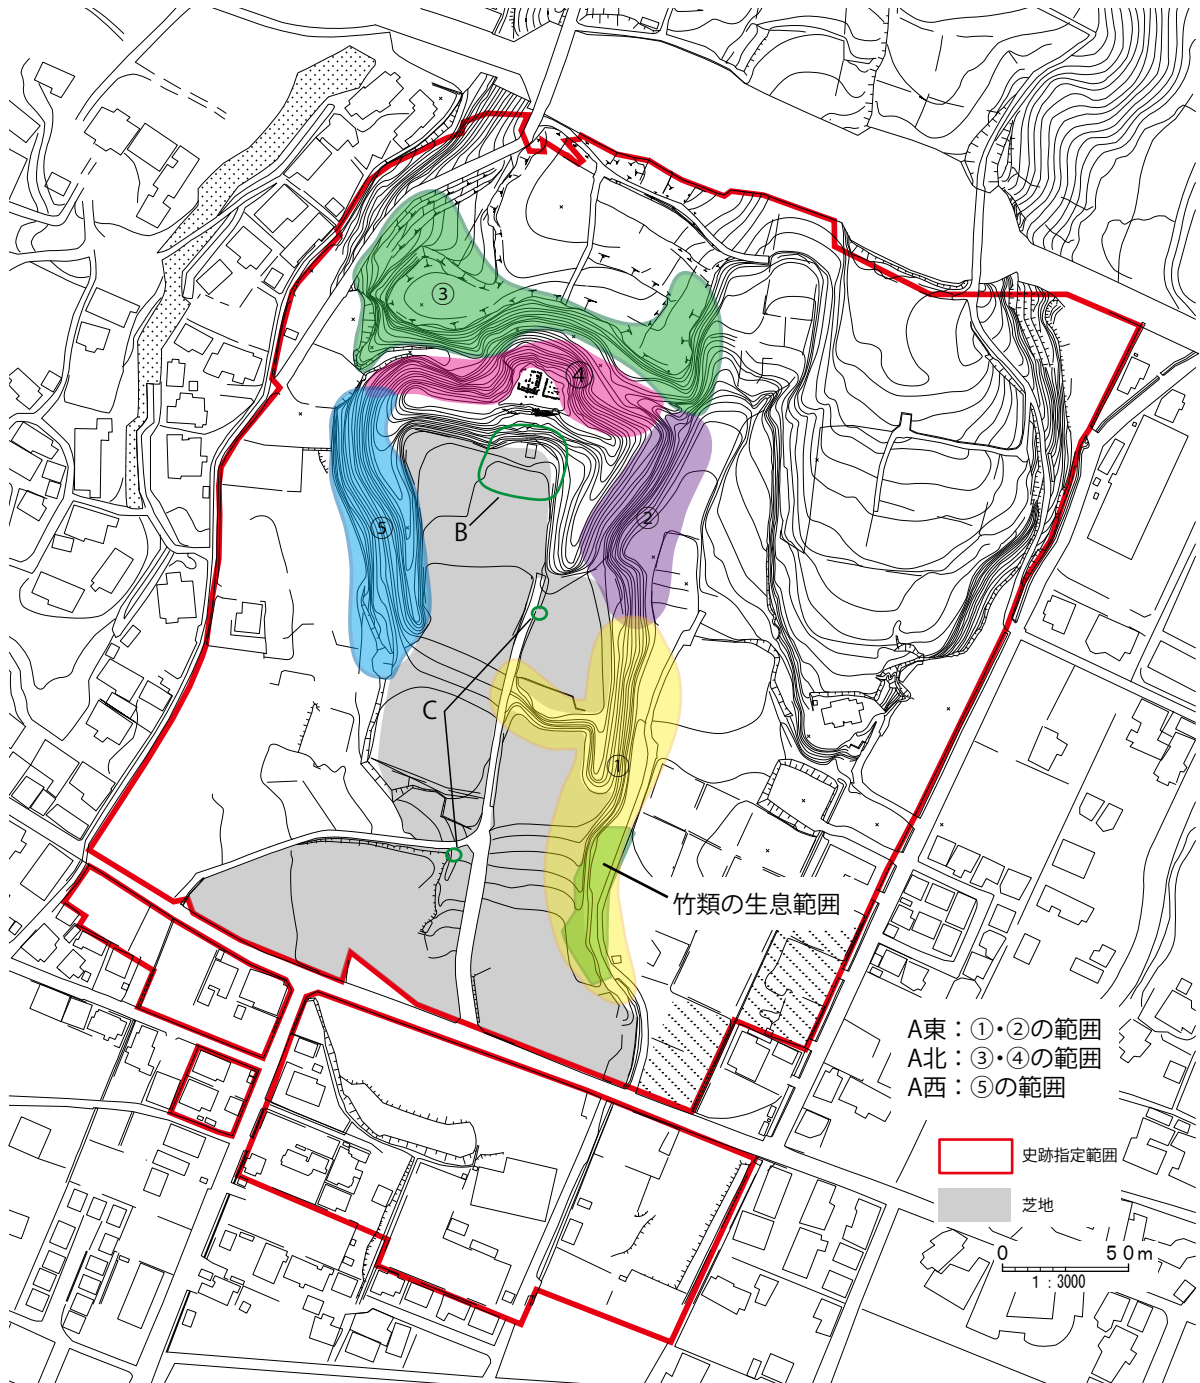 ③
④
⑤
②
B
C
①
竹類の生息範囲
A東：①・②の範囲
A北：③・④の範囲
A西：⑤の範囲
史跡指定範囲
芝地
0 50m
1：3000